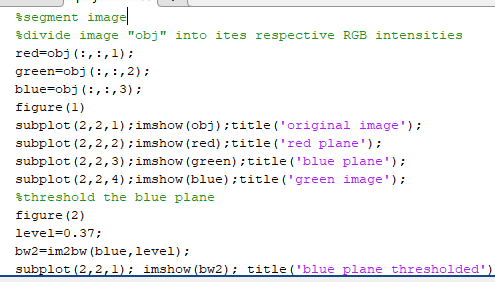 %segment image
%divide image "obj" into ites respective RGB intensities
red=obj(:,:,1);
green=obj(:,:,2);
blue=obj(:,:,3);
figure(1)
subplot(2,2,1);imshow(obj);title('original image');
subplot(2,2,2);imshow(red);title('red plane');
subplot(2,2,3);imshow(green);title('blue plane');
subplot(2,2,4);imshow(blue);title('green image');
%threshold the blue plane
figure(2)
level=0.37;
bw2=im2bw(blue,level);
subplot(2,2,1); imshow(bw2); title('blue plane thresholded')